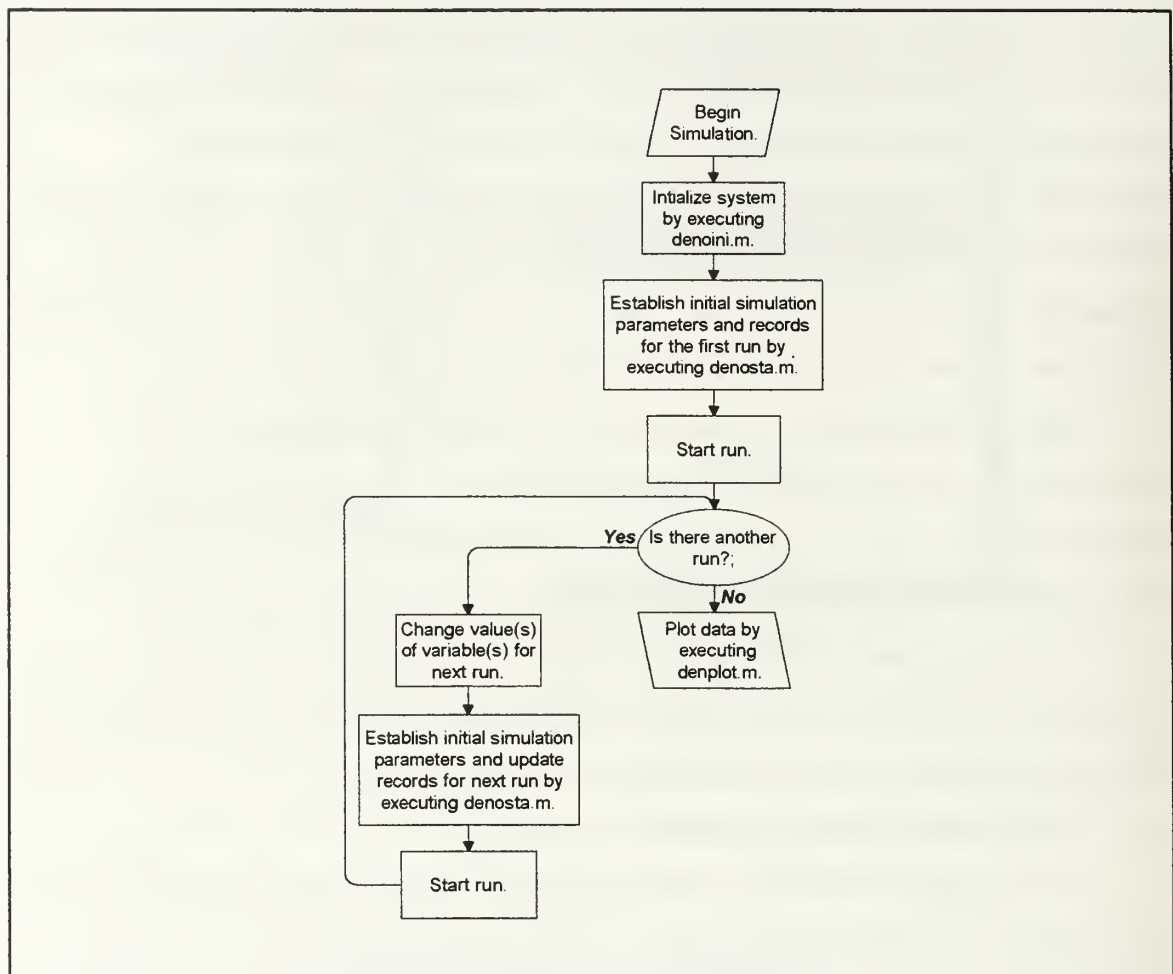 Begin
Simulation.
Intialize system
by executing
denoini.m.
Establish initial simulation
parameters and records
for the first run by
executing denosta.m.
Start run.
Is there another
run?;
Yes
No
Change value(s)
of variable(s) for
next run.
Plot data by
executing
denplot.m.
Establish initial simulation
parameters and update
records for next run by
executing denosta.m.
Start run.